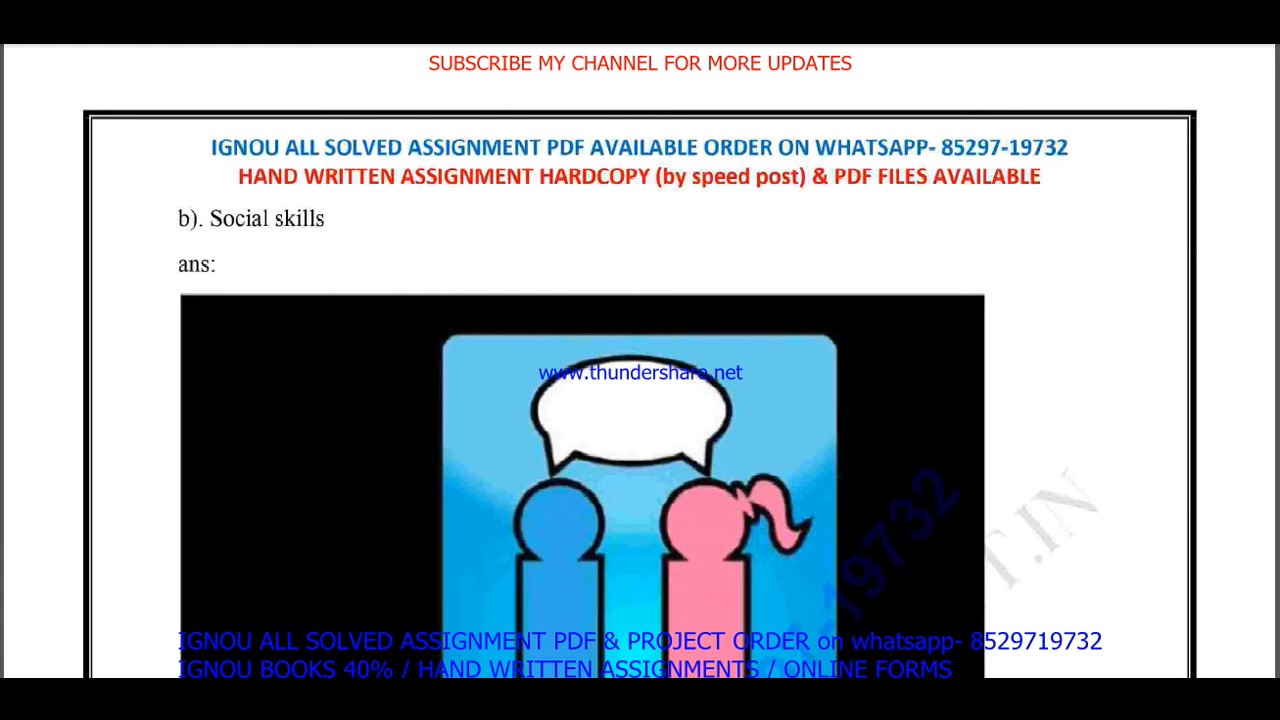 SUBSCRIBE MY CHANNEL FOR MORE UPDATES
IGNOU ALL SOLVED ASSIGNMENT PDF AVAILABLE ORDER ON WHATSAPP- 85297-19732
HAND WRITTEN ASSIGNMENT HARDCOPY (by speed post) & PDF FILES AVAILABLE
b). Social skills
ans:
www.thundershare.net
IGNOU ALL SOLVED ASSIGNMENT PDF & PROJECT ORDER on whatsapp- 8529719732
IGNOU BOOKS 40% / HAND WRITTEN ASSIGNMENTS / ONLINE FORMS